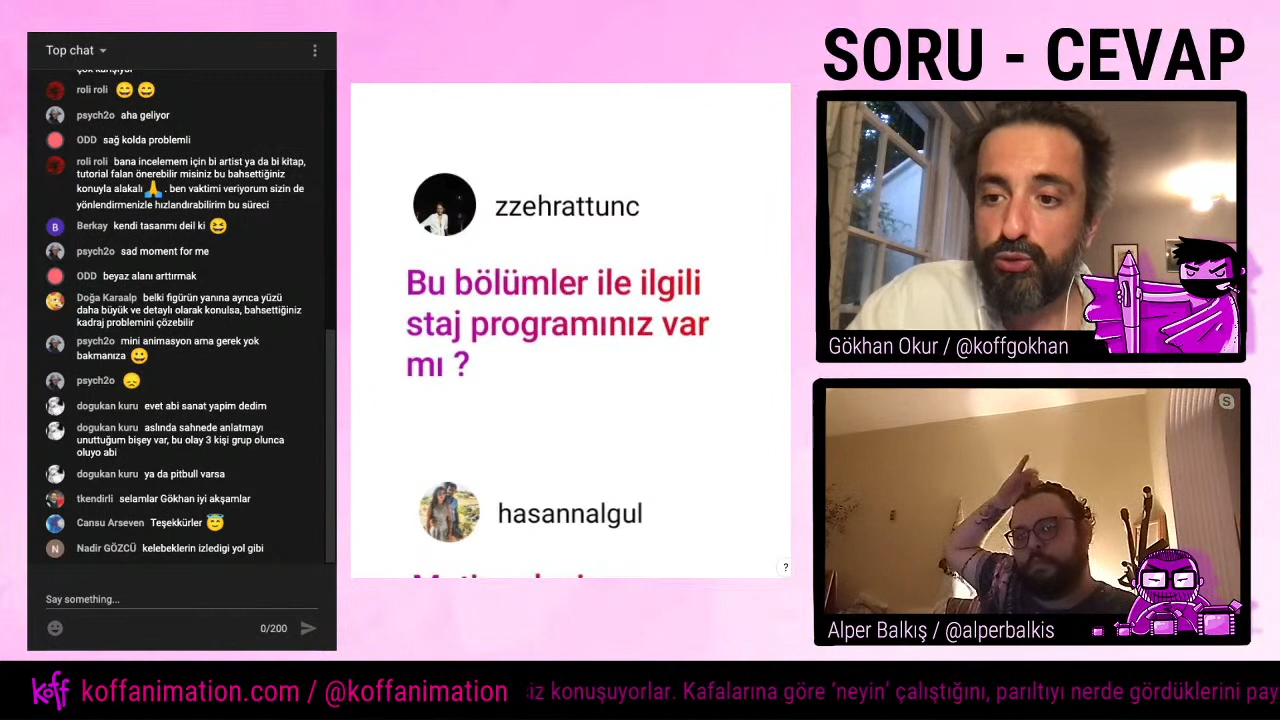 Top chat
çok karışıyor
roli roli 😄 😄
psych2o aha geliyor
ODD sağ kolda problemli
roli roli bana incelemem için bi artist ya da bi kitap,
tutorial falan önerebilir misiniz bu bahsettiğiniz
konuyla alakalı 🙏 . ben vaktimi veriyorum sizin de
yönlendirmenizle hızlandırabilirim bu süreci
B
Berkay kendi tasarımı deil ki 😆
psych2o sad moment for me
ODD beyaz alanı arttırmak
Doğa Karaalp belki figürün yanına ayrıca yüzü
daha büyük ve detaylı olarak konulsa, bahsettiğiniz
kadraj problemini çözebilir
psych2o mini animasyon ama gerek yok
bakmanıza 😀
psych2o 😞
dogukan kuru evet abi sanat yapim dedim
dogukan kuru aslında sahnede anlatmayı
unuttuğum bişey var, bu olay 3 kişi grup olunca
oluyo abi
dogukan kuru ya da pitbull varsa
tkendirli selamlar Gökhan iyi akşamlar
Cansu Arseven Teşekkürler 😇
N
Nadir GÖZCÜ kelebeklerin izledigi yol gibi
Say something...
0/200
zzehrattunc
Bu bölümler ile ilgili
staj programınız var
mı ?
hasannalgul
?
SORU - CEVAP
Gökhan Okur / @koffgokhan
S
Alper Balkış / @alperbalkis
koff koffanimation.com / @koffanimation
iz konuşuyorlar. Kafalarına göre ‘neyin’ çalıştığını, parıltıyı nerde gördüklerini pay